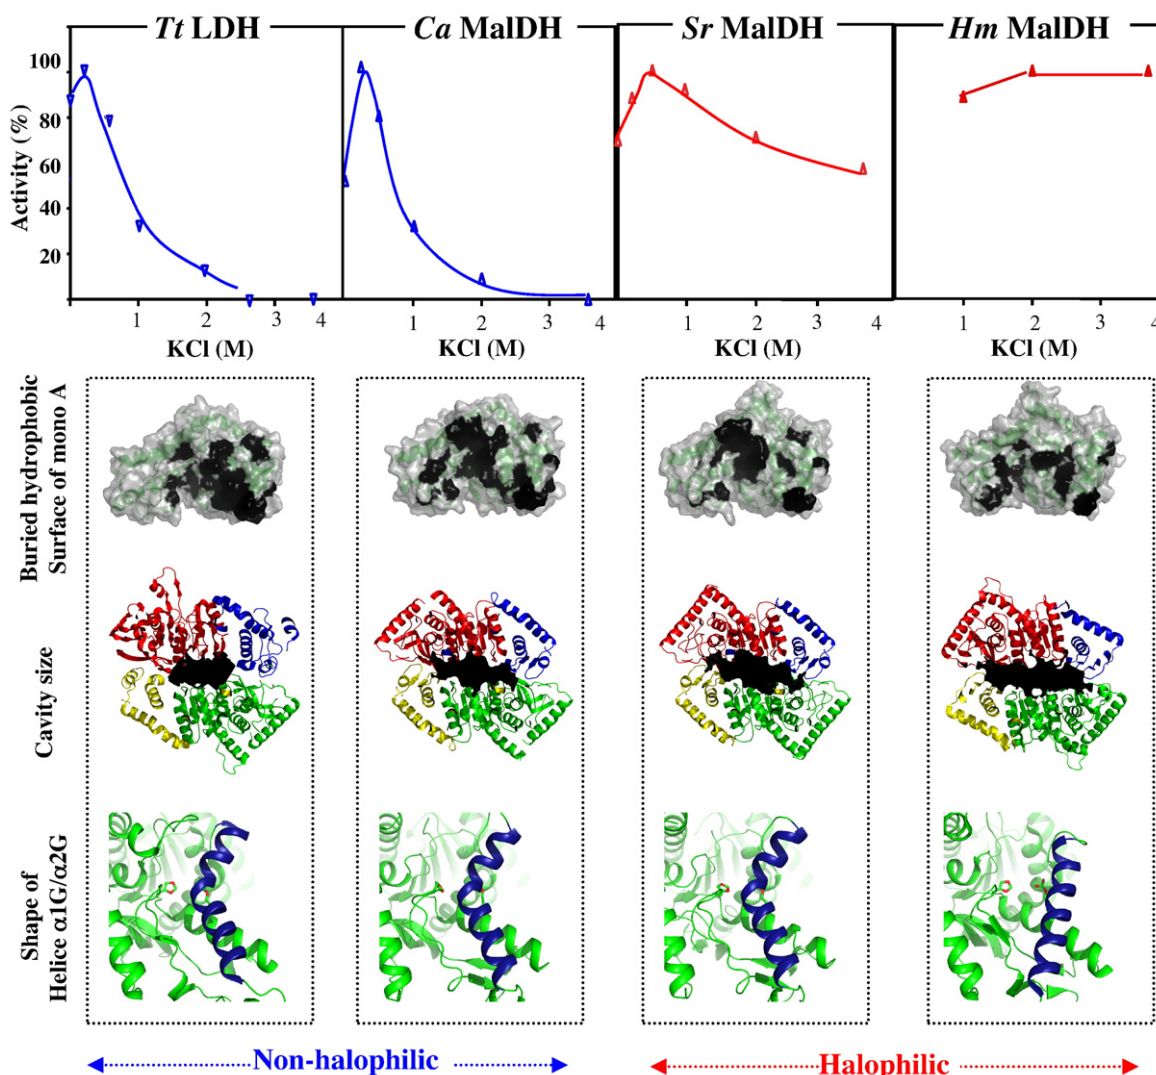 Tt LDH
Ca MalDH
Sr MalDH
Hm MalDH
Activity (%)
100
80
60
40
20
1 2 3 4
1 2 3 4
1 2 3 4
1 2 3 4
KCl (M)
KCl (M)
KCl (M)
KCl (M)
Buried hydrophobic
Surface of mono A
Cavity size
Shape of
Helice α1G/α2G
Non-halophilic
Halophilic